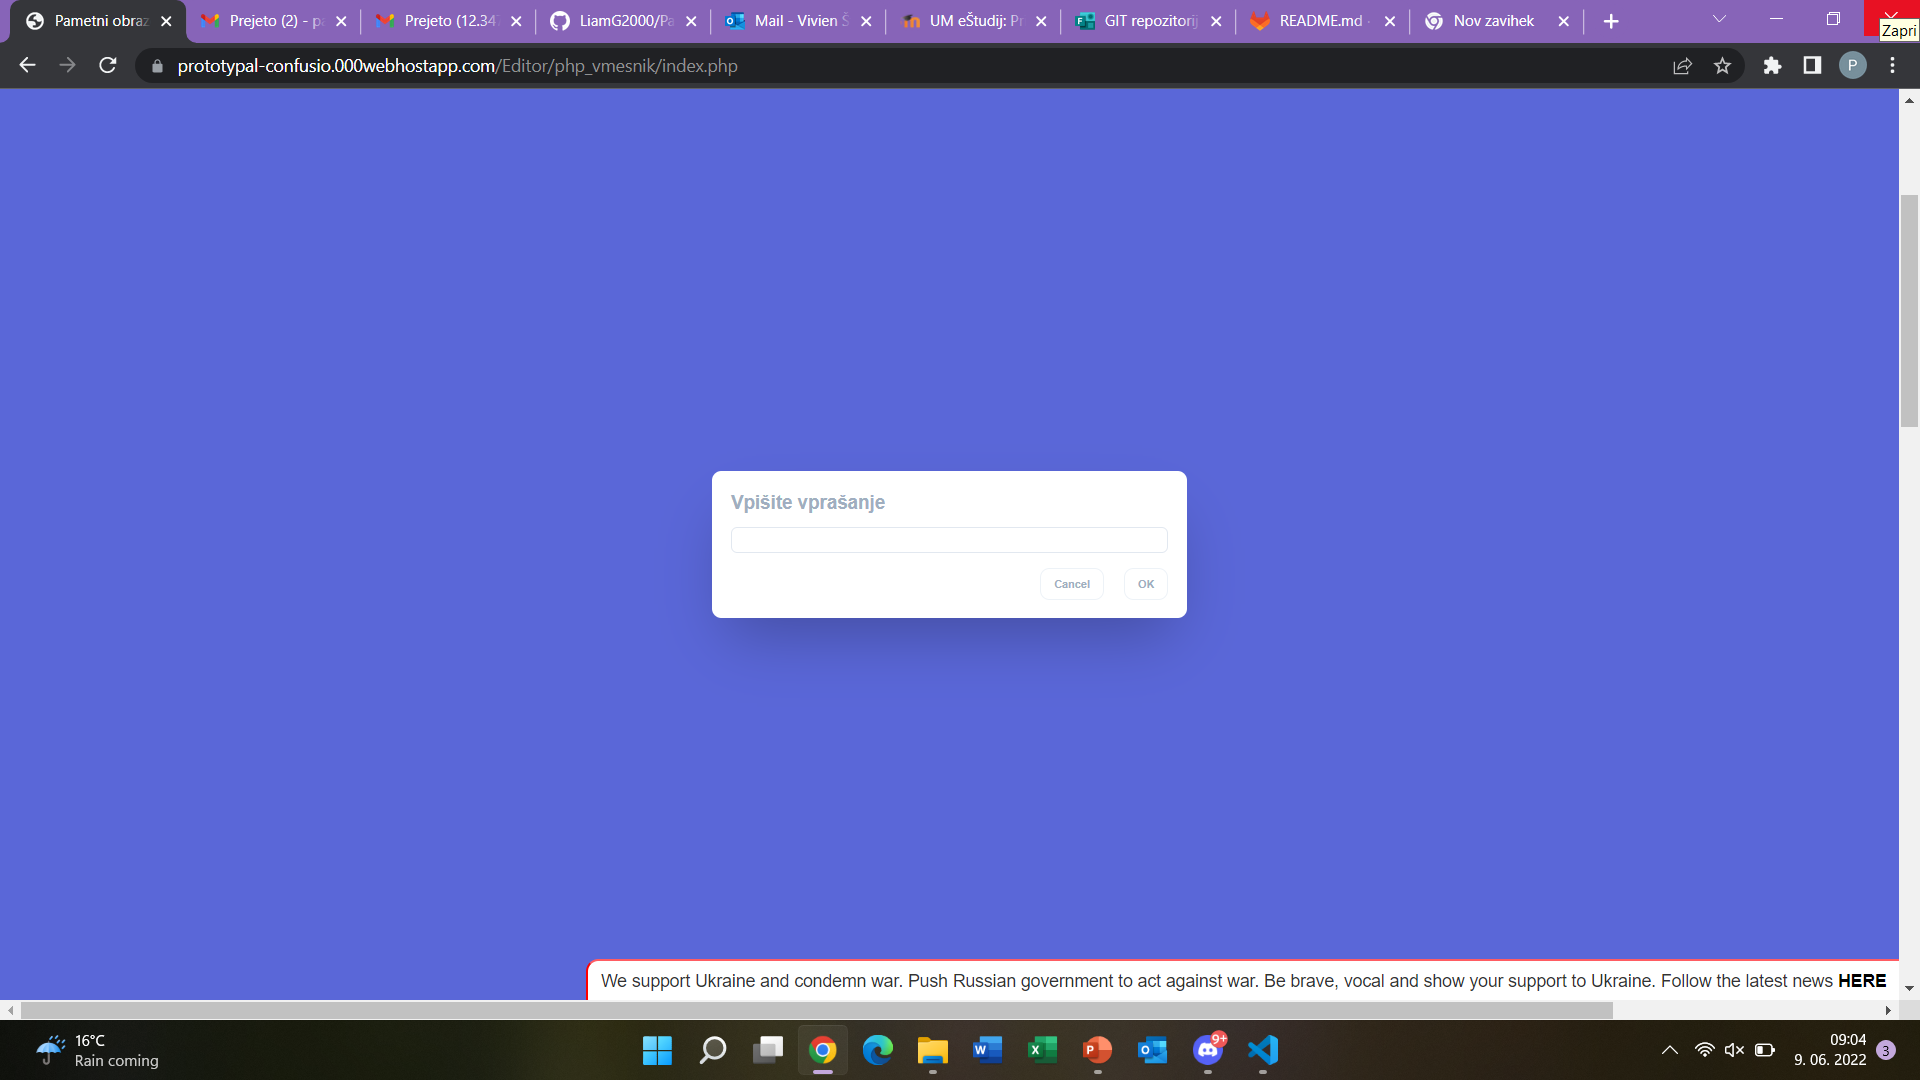 Pametni obraz
Prejeto (2) - p
Prejeto (12.347
LiamG2000/Pa
Mail - Vivien Š
UM eŠtudij: Pr
GIT repozitorij
README.md
Nov zavihek
Zapri
prototypal-confusio.000webhostapp.com/Editor/php_vmesnik/index.php
P
Vpišite vprašanje
Cancel
OK
We support Ukraine and condemn war. Push Russian government to act against war. Be brave, vocal and show your support to Ukraine. Follow the latest news HERE
16°C
Rain coming
9+
09:04
9. 06. 2022
3